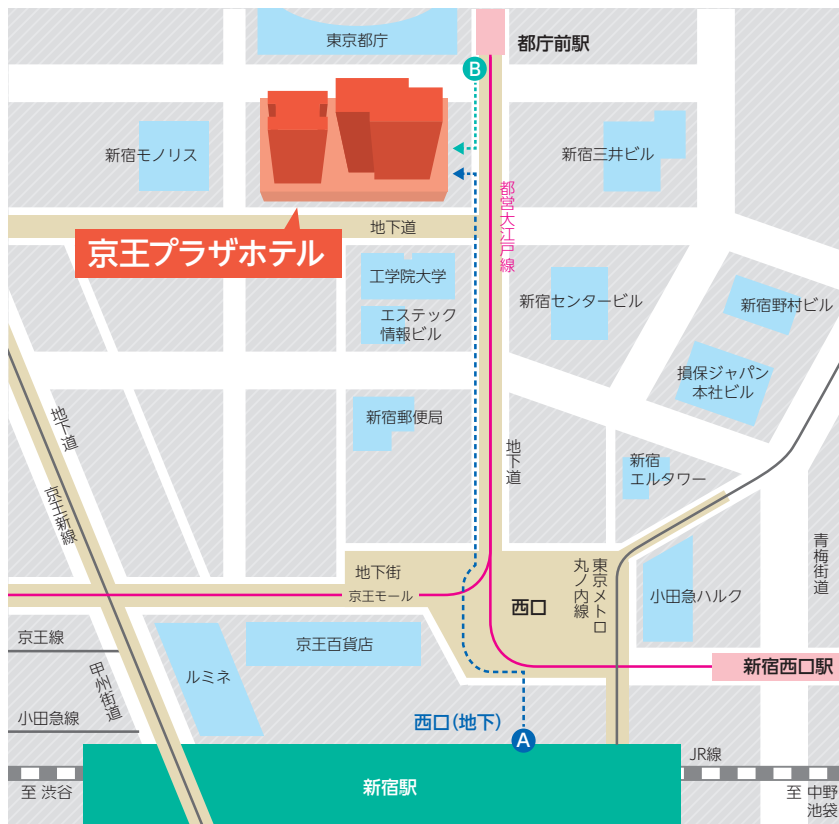 東京都庁
都庁前駅
B
新宿モノリス
新宿三井ビル
都営大江戸線
地下道
京王プラザホテル
工学院大学
新宿センタービル
新宿野村ビル
エステック
情報ビル
損保ジャパン
本社ビル
地下道
新宿郵便局
地下道
新宿
エルタワー
京王新線
青梅街道
地下街
京王モール
東京メトロ
丸ノ内線
西口
小田急ハルク
京王線
京王百貨店
ルミネ
新宿西口駅
甲州街道
小田急線
西口(地下)
A
JR線
新宿駅
至 渋谷
至 中野
池袋